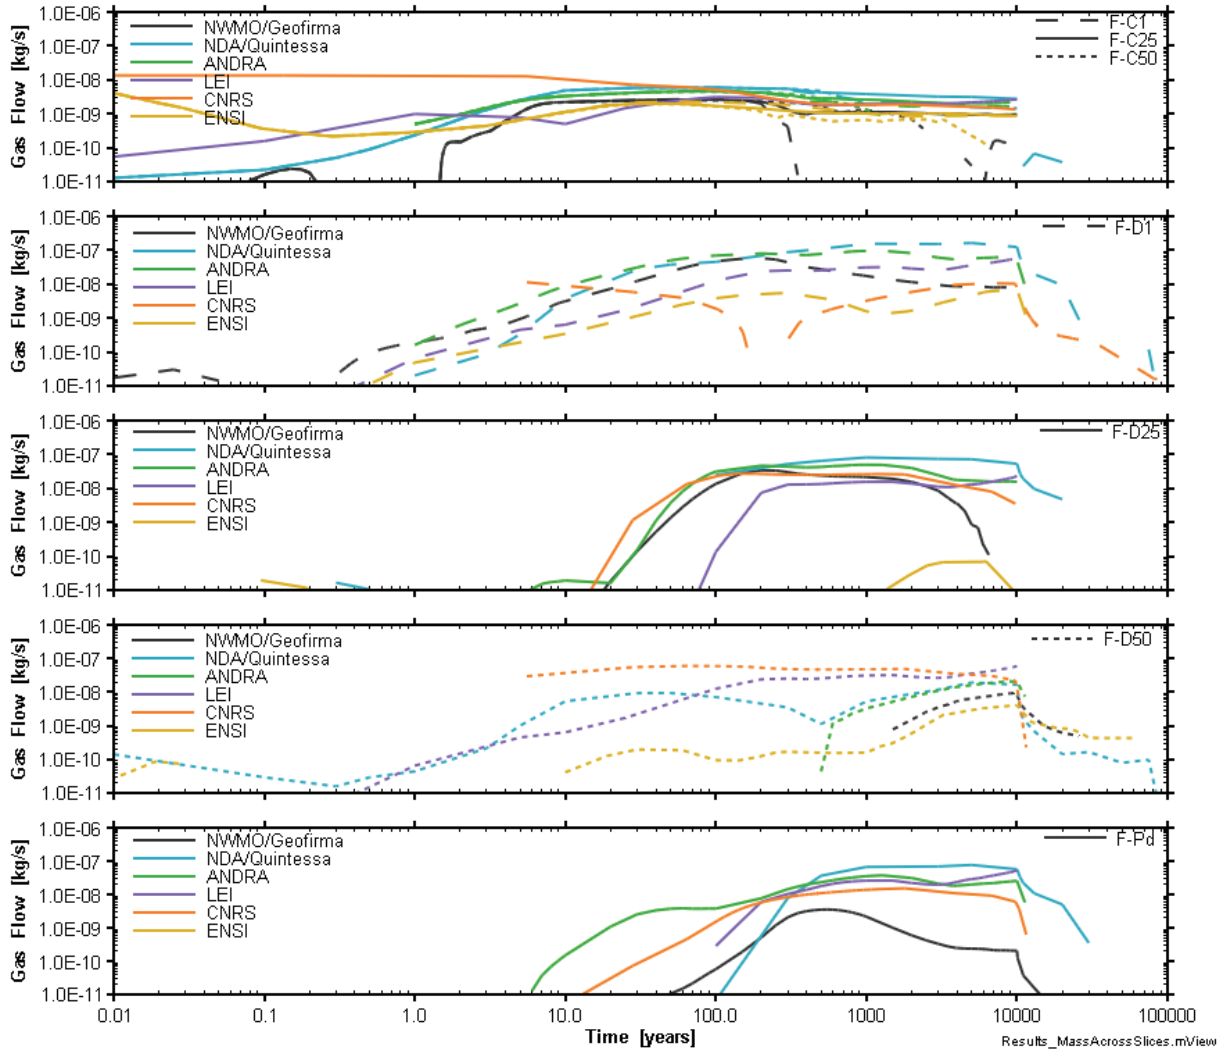 1.0E-06
1.0E-07
1.0E-08
1.0E-09
1.0E-10
1.0E-11
Gas Flow [kg/s]
NWMO/Geofirma
NDA/Quintessa
ANDRA
LEI
CNRS
ENSI
F-C1
F-C25
F-C50
1.0E-06
1.0E-07
1.0E-08
1.0E-09
1.0E-10
1.0E-11
Gas Flow [kg/s]
NWMO/Geofirma
NDA/Quintessa
ANDRA
LEI
CNRS
ENSI
F-D1
1.0E-06
1.0E-07
1.0E-08
1.0E-09
1.0E-10
1.0E-11
Gas Flow [kg/s]
NWMO/Geofirma
NDA/Quintessa
ANDRA
LEI
CNRS
ENSI
F-D25
1.0E-06
1.0E-07
1.0E-08
1.0E-09
1.0E-10
1.0E-11
Gas Flow [kg/s]
NWMO/Geofirma
NDA/Quintessa
ANDRA
LEI
CNRS
ENSI
F-D50
1.0E-06
1.0E-07
1.0E-08
1.0E-09
1.0E-10
1.0E-11
Gas Flow [kg/s]
NWMO/Geofirma
NDA/Quintessa
ANDRA
LEI
CNRS
ENSI
F-Pd
0.01 0.1 1.0 10.0 100.0 1000 10000 100000
Time [years]
Results_MassAcrossSlices.mView